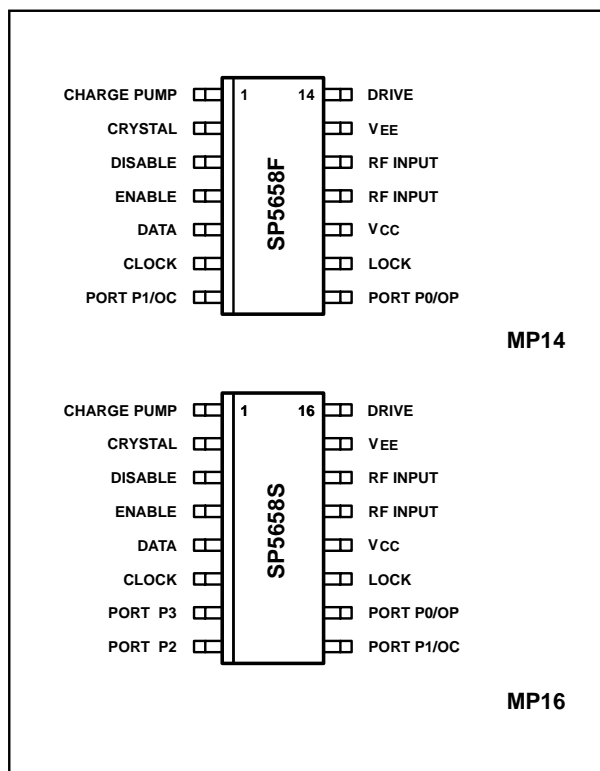 CHARGE PUMP 1 14 DRIVE
CRYSTAL VEE
DISABLE RF INPUT
ENABLE RF INPUT
DATA VCC
CLOCK LOCK
PORT P1/OC PORT P0/OP
SP5658F
MP14
CHARGE PUMP 1 16 DRIVE
CRYSTAL VEE
DISABLE RF INPUT
ENABLE RF INPUT
DATA VCC
CLOCK LOCK
PORT P3 PORT P0/OP
PORT P2 PORT P1/OC
SP5658S
MP16